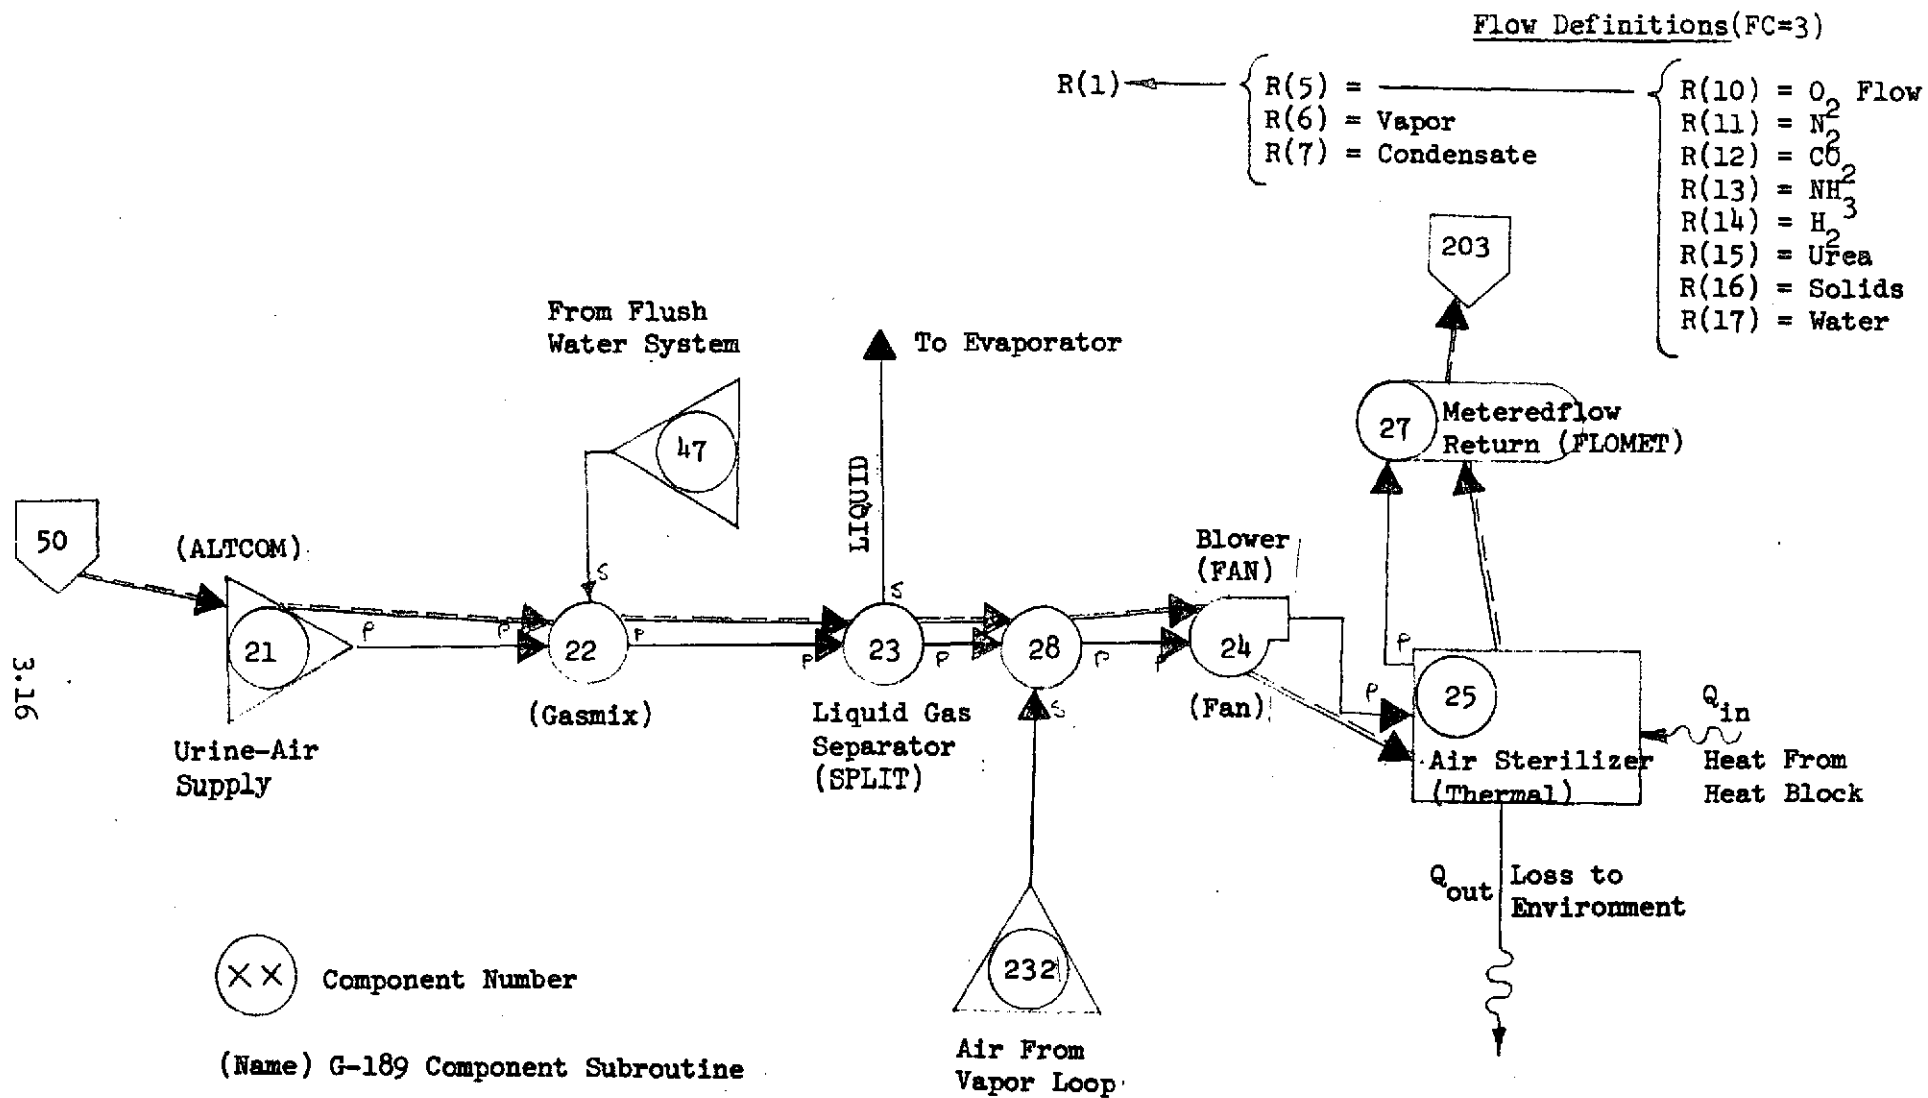 Flow Definitions(FC=3)
R(1)
R(5) =
R(6) = Vapor
R(7) = Condensate
R(10) = O2 Flow
R(11) = N2
R(12) = CO2
R(13) = NH3
R(14) = H2
R(15) = Urea
R(16) = Solids
R(17) = Water
203
From Flush
Water System
To Evaporator
47
27
Meteredflow
Return (FLOMET)
LIQUID
50
(ALTCOM)
Blower
(FAN)
S
S
21
P
P
22
P
P
23
P
28
P
P
24
P
P
25
3.16
(Gasmix)
Liquid Gas
Separator
(SPLIT)
S
(Fan)
Qin
Urine-Air
Supply
Air Sterilizer
(Thermal)
Heat From
Heat Block
Qout
Loss to
Environment
232
XX
Component Number
Air From
Vapor Loop
(Name) G-189 Component Subroutine